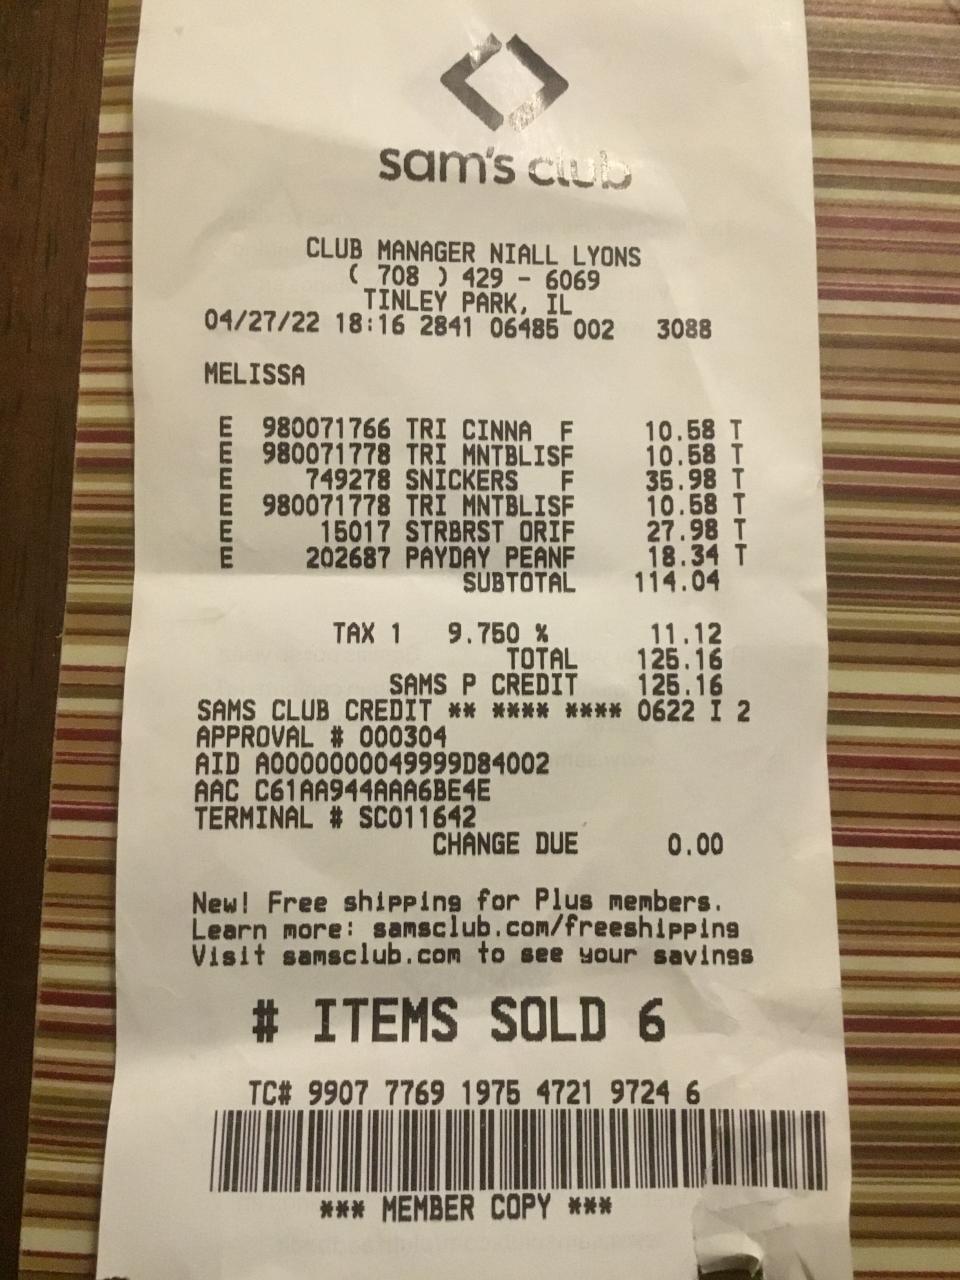 sam's club
CLUB MANAGER NIALL LYONS
( 708 ) 429 - 6069
TINLEY PARK, IL
04/27/22 18:16 2841 06485 002 3088
MELISSA
E 980071766 TRI CINNA F 10.58 T
E 980071778 TRI MNTBLISF 10.58 T
E 749278 SNICKERS F 35.98 T
E 980071778 TRI MNTBLISF 10.58 T
E 15017 STRBRST ORIF 27.98 T
E 202687 PAYDAY PEANF 18.34 T
SUBTOTAL 114.04
TAX 1 9.750 % 11.12
TOTAL 125.16
SAMS P CREDIT 125.16
SAMS CLUB CREDIT ** **** **** 0622 I 2
APPROVAL # 000304
AID A0000000049999D84002
AAC C61AA944AAA6BE4E
TERMINAL # SC011642
CHANGE DUE 0.00
New! Free shipping for Plus members.
Learn more: samsclub.com/freeshipping
Visit samsclub.com to see your savings
# ITEMS SOLD 6
TC# 9907 7769 1975 4721 9724 6
*** MEMBER COPY ***